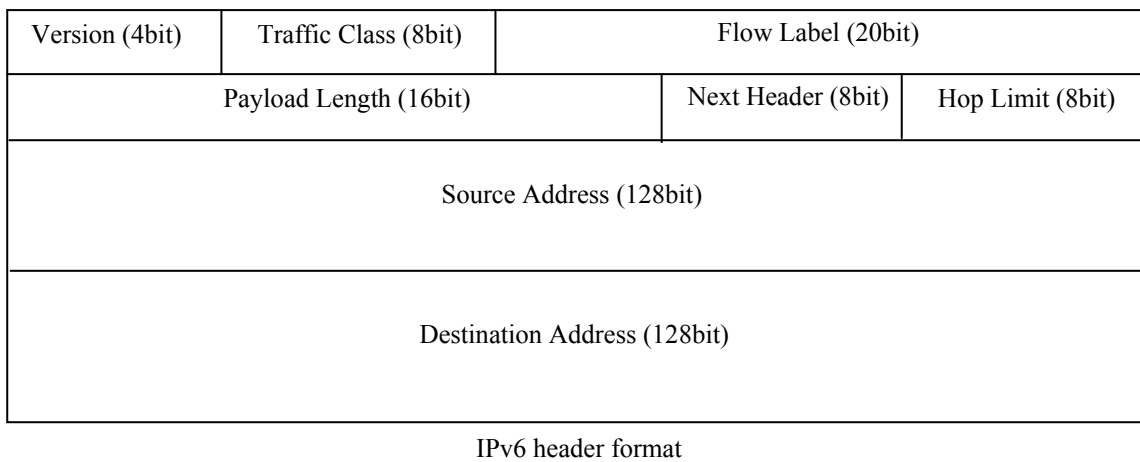 Version (4bit) Traffic Class (8bit) Flow Label (20bit)
Payload Length (16bit) Next Header (8bit) Hop Limit (8bit)
Source Address (128bit)
Destination Address (128bit)
IPv6 header format